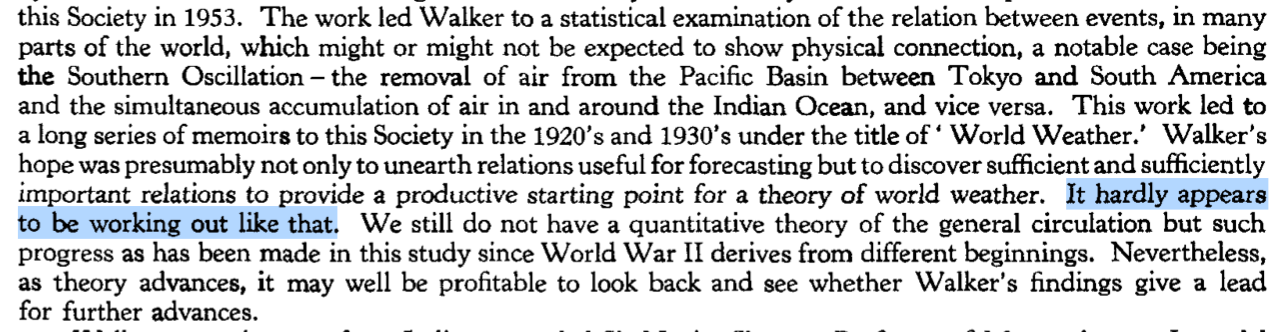 this Society in 1953. The work led Walker to a statistical examination of the relation between events, in many
parts of the world, which might or might not be expected to show physical connection, a notable case being
the Southern Oscillation – the removal of air from the Pacific Basin between Tokyo and South America
and the simultaneous accumulation of air in and around the Indian Ocean, and vice versa. This work led to
a long series of memoirs to this Society in the 1920's and 1930's under the title of ‘ World Weather.’ Walker's
hope was presumably not only to unearth relations useful for forecasting but to discover sufficient and sufficiently
important relations to provide a productive starting point for a theory of world weather. It hardly appears
to be working out like that. We still do not have a quantitative theory of the general circulation but such
progress as has been made in this study since World War II derives from different beginnings. Nevertheless,
as theory advances, it may well be profitable to look back and see whether Walker's findings give a lead
for further advances.